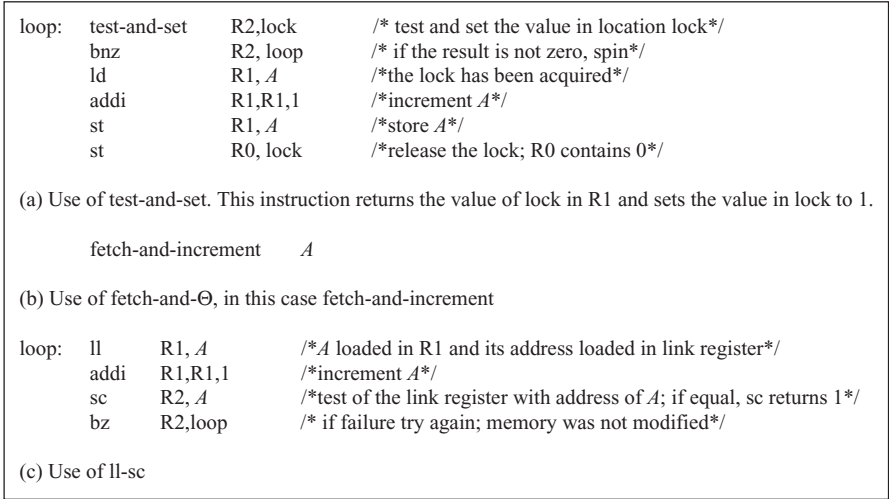 loop: test-and-set R2,lock /* test and set the value in location lock*/
bnz R2, loop /* if the result is not zero, spin*/
ld R1, A /*the lock has been acquired*/
addi R1,R1,1 /*increment A*/
st R1, A /*store A*/
st R0, lock /*release the lock; R0 contains 0*/
(a) Use of test-and-set. This instruction returns the value of lock in R1 and sets the value in lock to 1.
fetch-and-increment A
(b) Use of fetch-and-Θ, in this case fetch-and-increment
loop: ll R1, A /*A loaded in R1 and its address loaded in link register*/
addi R1,R1,1 /*increment A*/
sc R2, A /*test of the link register with address of A; if equal, sc returns 1*/
bz R2,loop /* if failure try again; memory was not modified*/
(c) Use of ll-sc